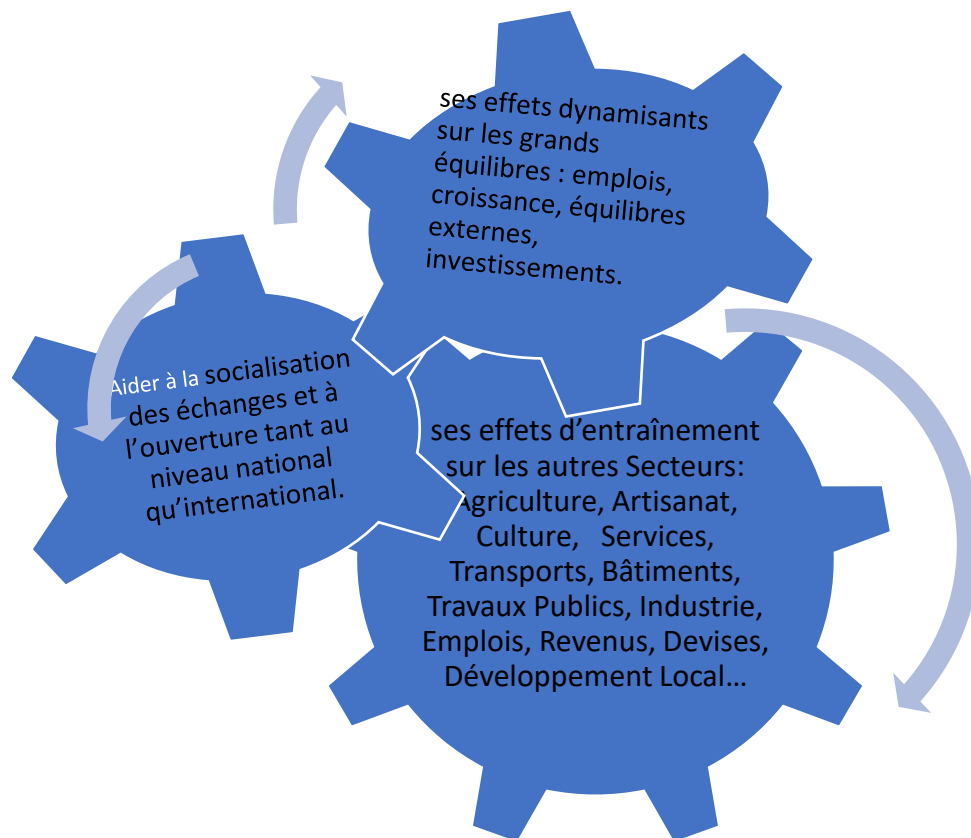 ses effets dynamisants
sur les grands
équilibres : emplois,
croissance, équilibres
externes,
investissements.
Aider à la socialisation
des échanges et à
l’ouverture tant au
niveau national
qu’international.
ses effets d’entraînement
sur les autres Secteurs:
Agriculture, Artisanat,
Culture, Services,
Transports, Bâtiments,
Travaux Publics, Industrie,
Emplois, Revenus, Devises,
Développement Local…